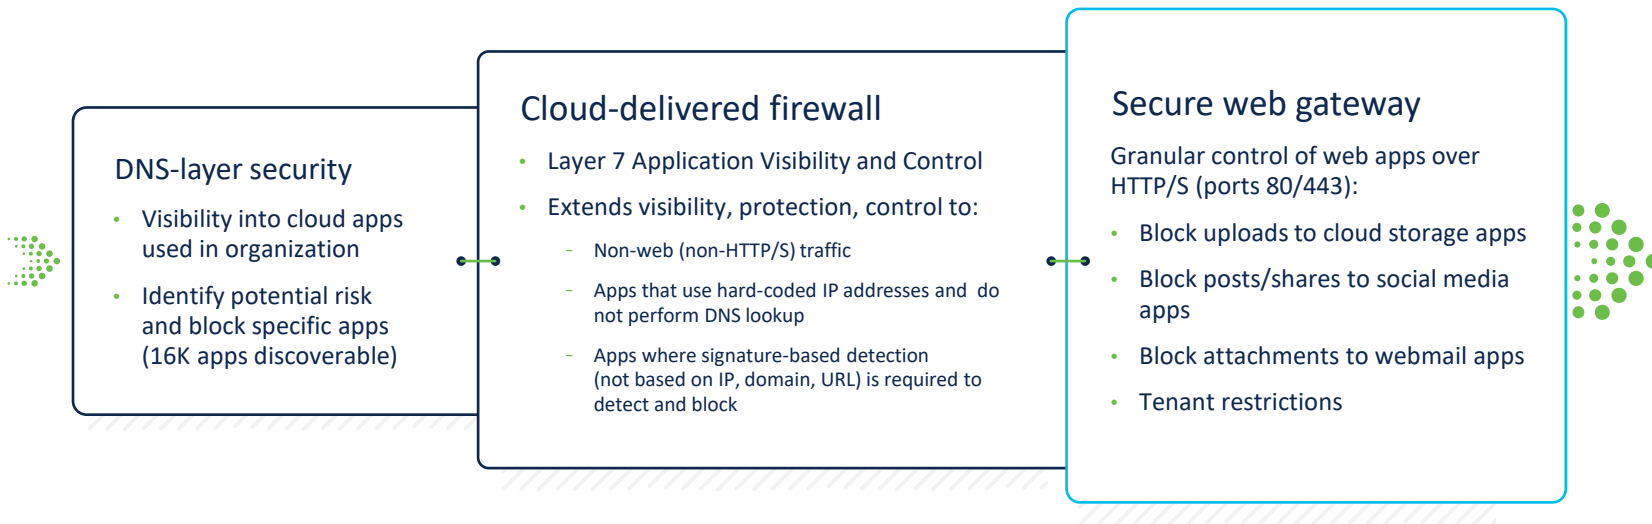 DNS-layer security
• Visibility into cloud apps
used in organization
• Identify potential risk
and block specific apps
(16K apps discoverable)
Cloud-delivered firewall
• Layer 7 Application Visibility and Control
• Extends visibility, protection, control to:
– Non-web (non-HTTP/S) traffic
– Apps that use hard-coded IP addresses and do
not perform DNS lookup
– Apps where signature-based detection
(not based on IP, domain, URL) is required to
detect and block
Secure web gateway
Granular control of web apps over
HTTP/S (ports 80/443):
• Block uploads to cloud storage apps
• Block posts/shares to social media
apps
• Block attachments to webmail apps
• Tenant restrictions